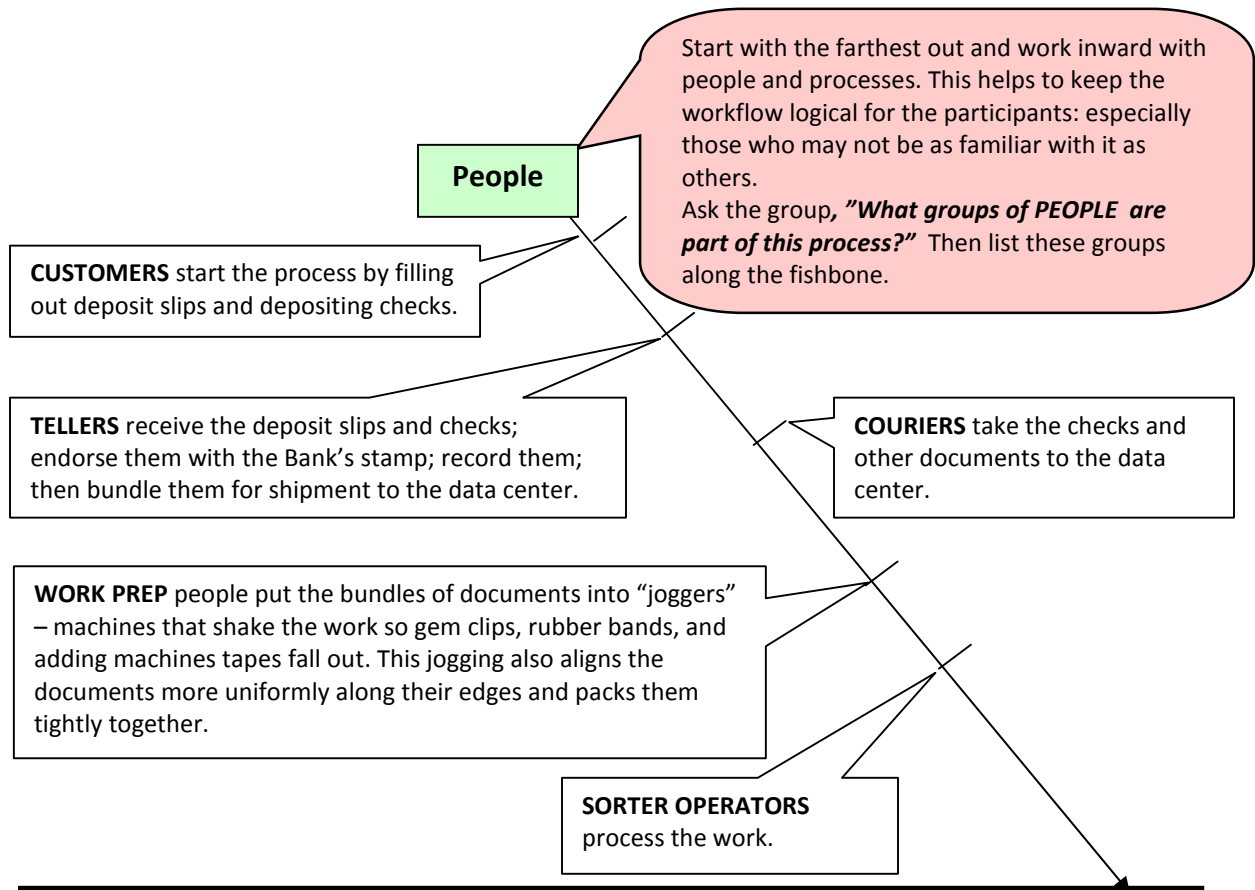 Start with the farthest out and work inward with
people and processes. This helps to keep the
workflow logical for the participants: especially
those who may not be as familiar with it as
others.
Ask the group, ”What groups of PEOPLE are
part of this process?” Then list these groups
along the fishbone.
People
CUSTOMERS start the process by filling
out deposit slips and depositing checks.
TELLERS receive the deposit slips and checks;
endorse them with the Bank’s stamp; record them;
then bundle them for shipment to the data center.
COURIERS take the checks and
other documents to the data
center.
WORK PREP people put the bundles of documents into “joggers”
– machines that shake the work so gem clips, rubber bands, and
adding machines tapes fall out. This jogging also aligns the
documents more uniformly along their edges and packs them
tightly together.
SORTER OPERATORS
process the work.